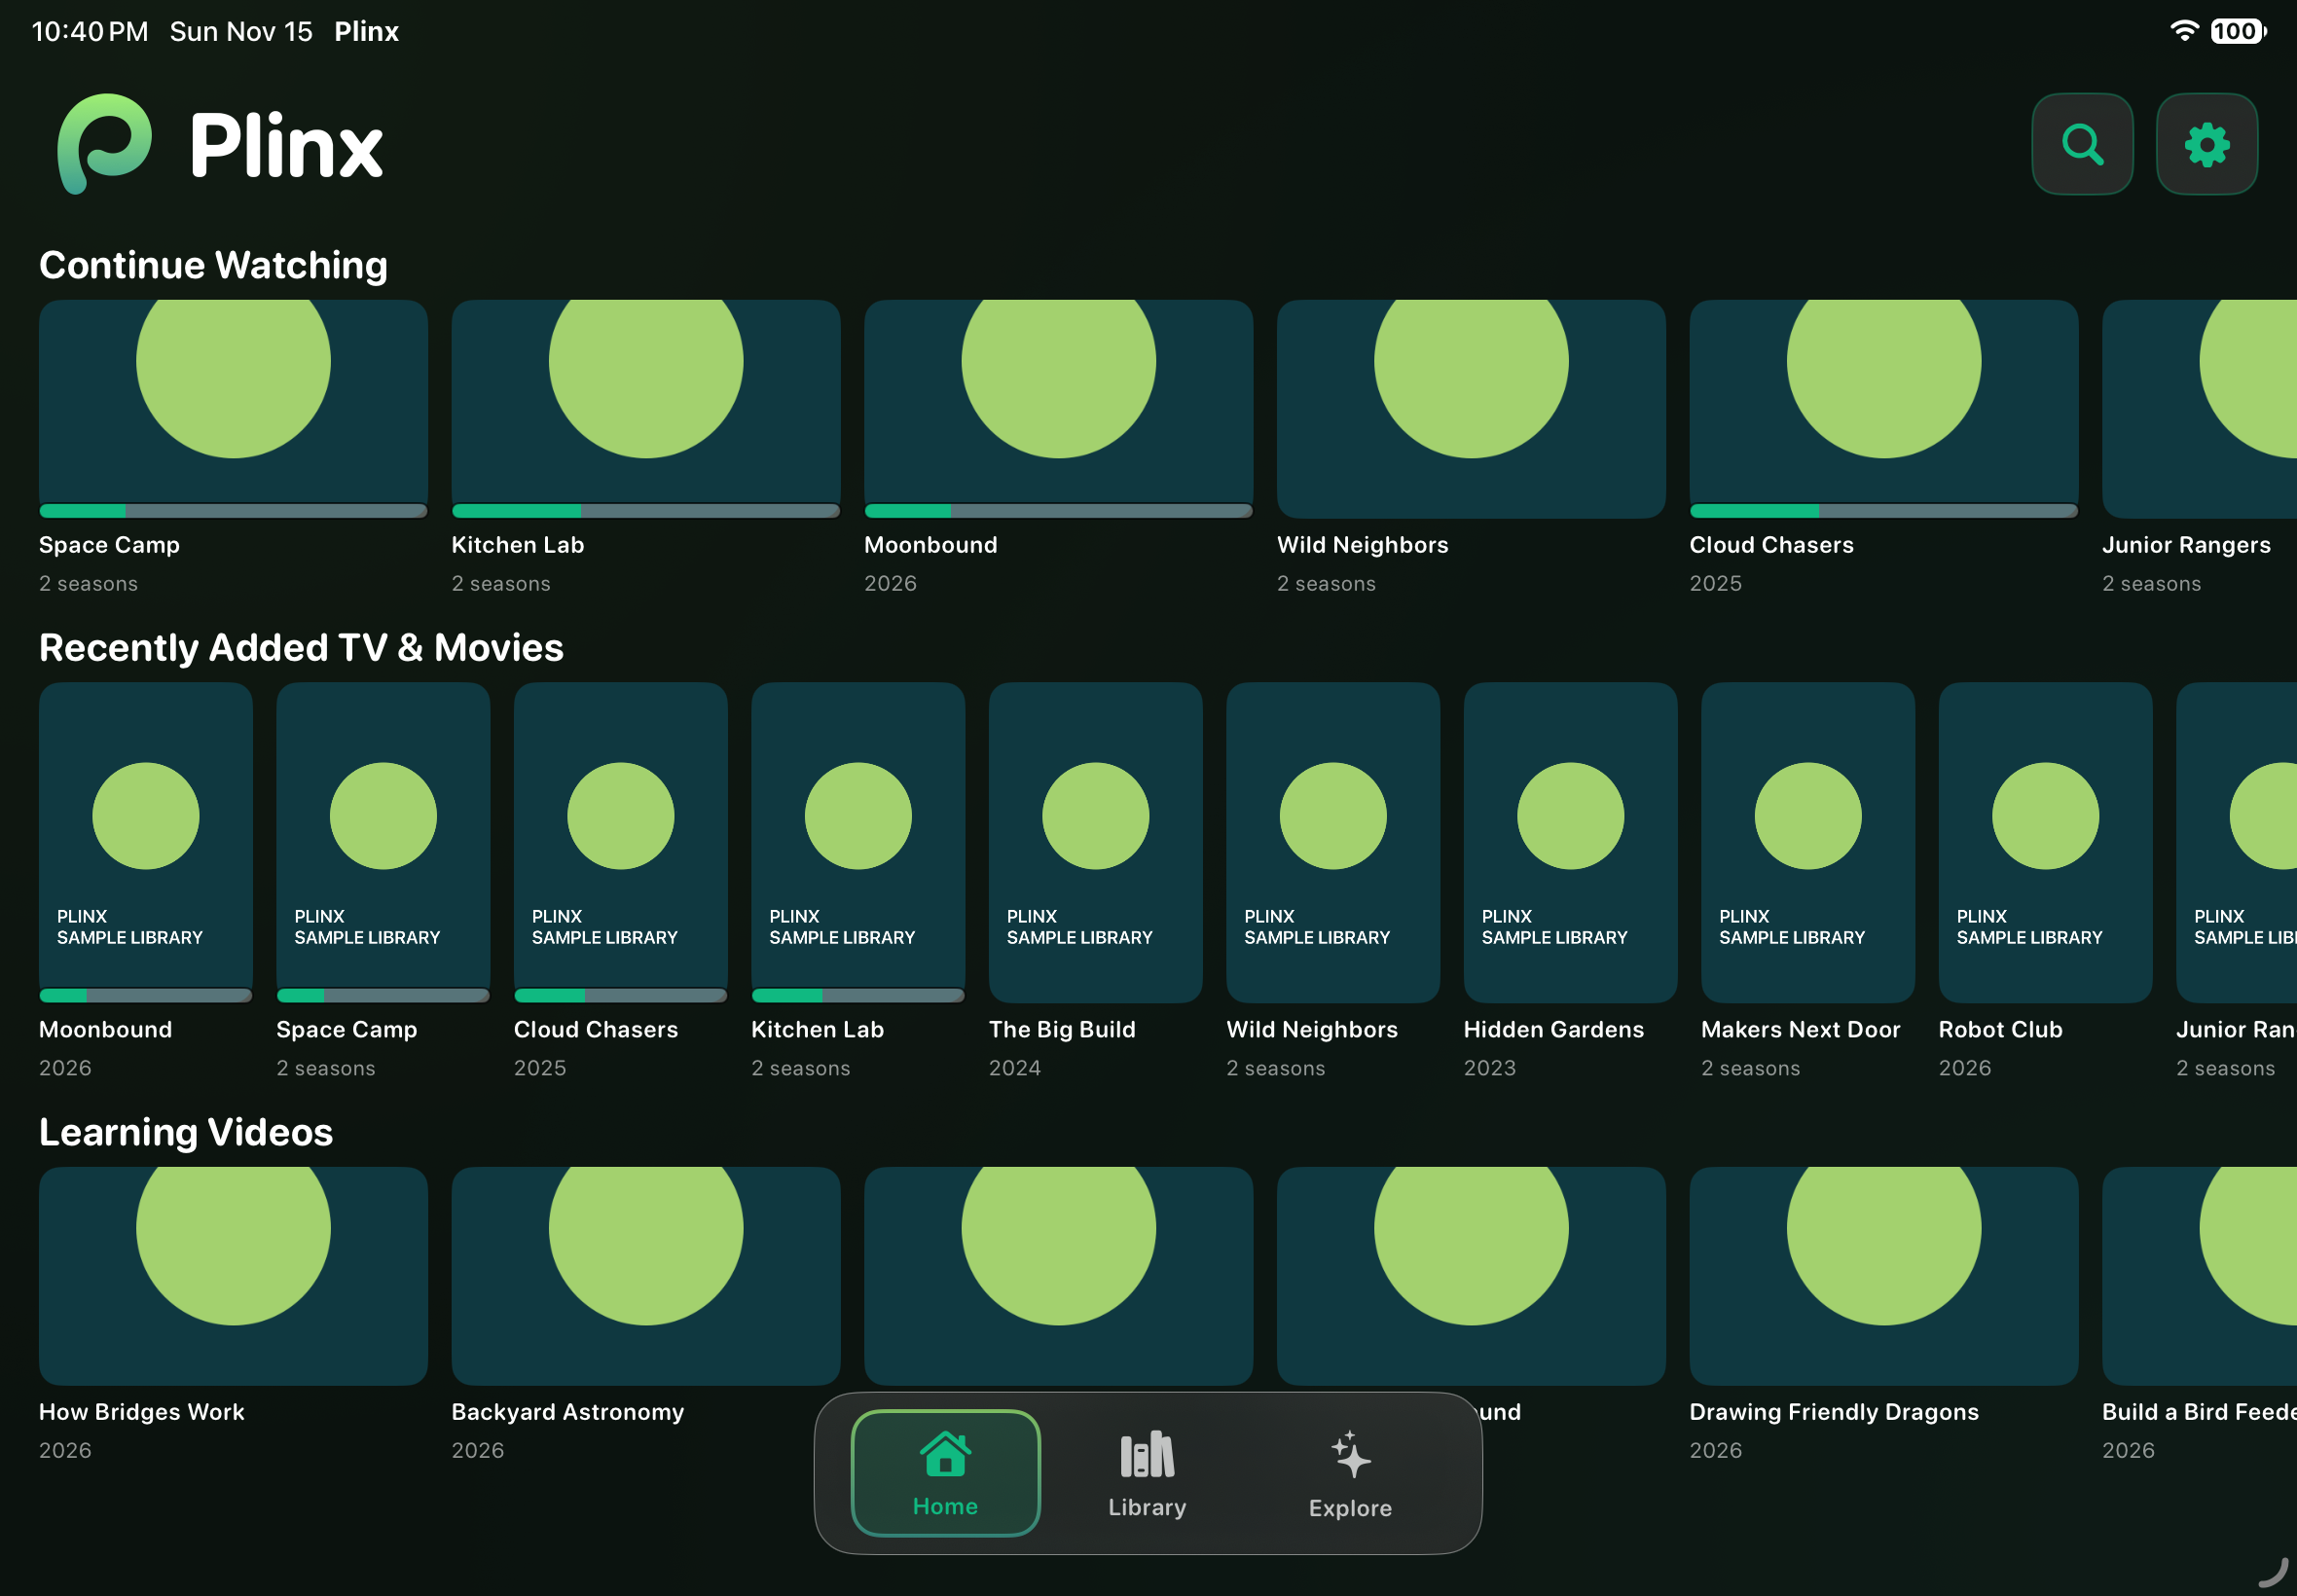 10:40 PM Sun Nov 15 Plinx
100
Plinx
Continue Watching
Space Camp
2 seasons
Kitchen Lab
2 seasons
Moonbound
2026
Wild Neighbors
2 seasons
Cloud Chasers
2025
Junior Rangers
2 seasons
Recently Added TV & Movies
PLINX
SAMPLE LIBRARY
Moonbound
2026
PLINX
SAMPLE LIBRARY
Space Camp
2 seasons
PLINX
SAMPLE LIBRARY
Cloud Chasers
2025
PLINX
SAMPLE LIBRARY
Kitchen Lab
2 seasons
PLINX
SAMPLE LIBRARY
The Big Build
2024
PLINX
SAMPLE LIBRARY
Wild Neighbors
2 seasons
PLINX
SAMPLE LIBRARY
Hidden Gardens
2023
PLINX
SAMPLE LIBRARY
Makers Next Door
2 seasons
PLINX
SAMPLE LIBRARY
Robot Club
2026
PLINX
SAMPLE
Junior
2 seasons
Learning Videos
How Bridges Work
2026
Backyard Astronomy
2026
Drawing Friendly Dragons
2026
Build a Bird
2026
Home
Library
Explore